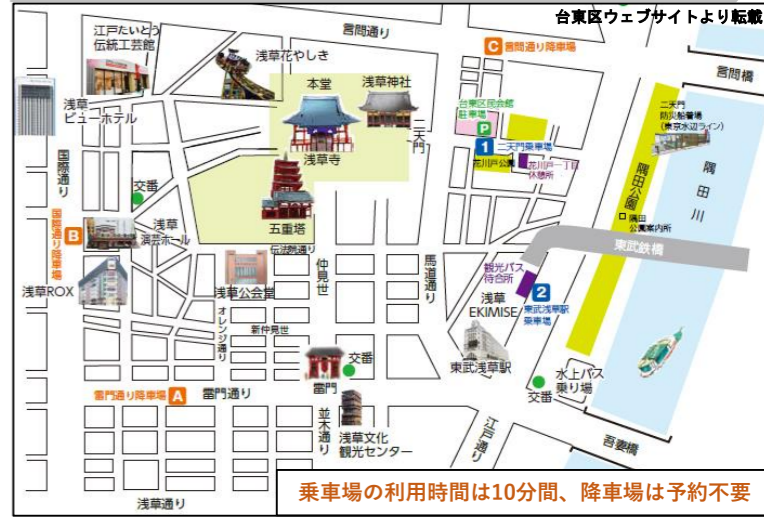 台東区ウェブサイトより転載
江戸たいとう
伝統工芸館
言問通り
C 言問通り降車場
言問橋
浅草花やしき
本堂
浅草神社
浅草
ビューホテル
二天門
台東区民会館
駐車場
P
二天門
防災船着場
(東京水辺ライン)
1 二天門乗車場
花川戸公園
花川戸一丁目
休憩所
浅草寺
国際通り
交番
隅田川
隅田公園
隅田
公園案内所
国際通り降車場
B
浅草
演芸ホール
五重塔
伝法院通り
東武鉄橋
浅草ROX
浅草公会堂
仲見世
馬道通り
観光バス
待合所
浅草
EKIMISE
2
東武浅草駅
乗車場
オレンジ通り
新仲見世
東武浅草駅
雷門
交番
水上バス
乗り場
交番
雷門通り降車場 A
雷門通り
並木通り
浅草文化
観光センター
江戸通り
吾妻橋
浅草通り
乗車場の利用時間は10分間、降車場は予約不要